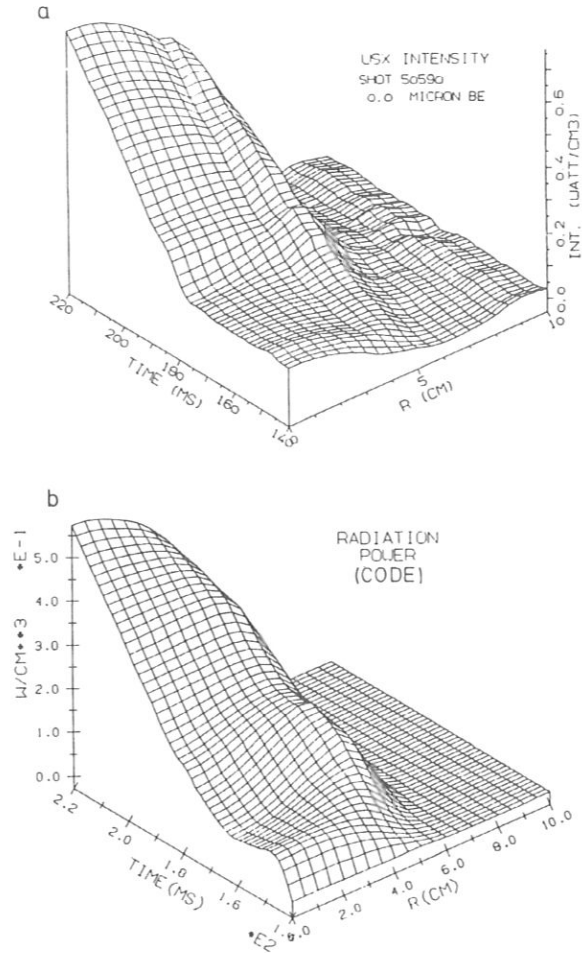 a
USX INTENSITY
SHOT 50590
0.0 MICRON BE
0.0 0.2 0.4 0.6
INT. (WATT/CM3)
220 200 180 160 140
TIME (MS)
0 5 10
R (CM)
b
RADIATION
POWER
(CODE)
*E-1
W/CM**3
5.0
4.0
3.0
2.0
1.0
0.0
2.2 2.0 1.8 1.6
TIME(MS)
*E2
0.0 2.0 4.0 6.0 8.0 10.0
R(CM)